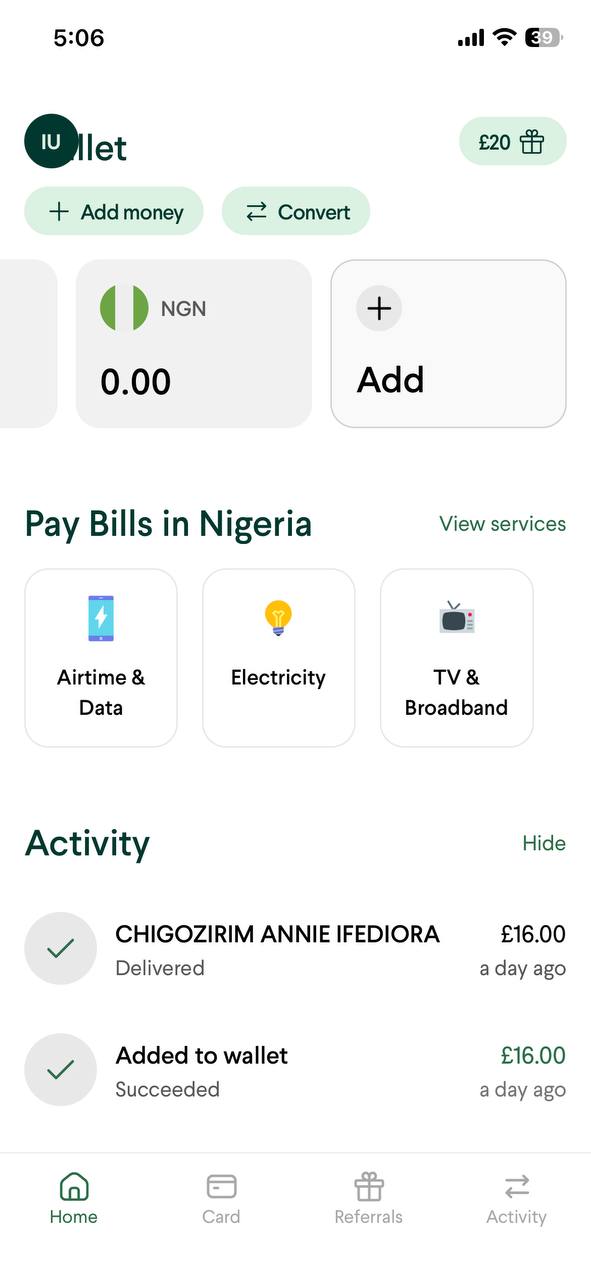 5:06
39
IU
llet
£20
Add money
Convert
NGN
0.00
Add
Pay Bills in Nigeria
View services
Airtime &
Data
Electricity
TV &
Broadband
Activity
Hide
CHIGOZIRIM ANNIE IFEDIORA
£16.00
Delivered
a day ago
Added to wallet
£16.00
Succeeded
a day ago
Home
Card
Referrals
Activity